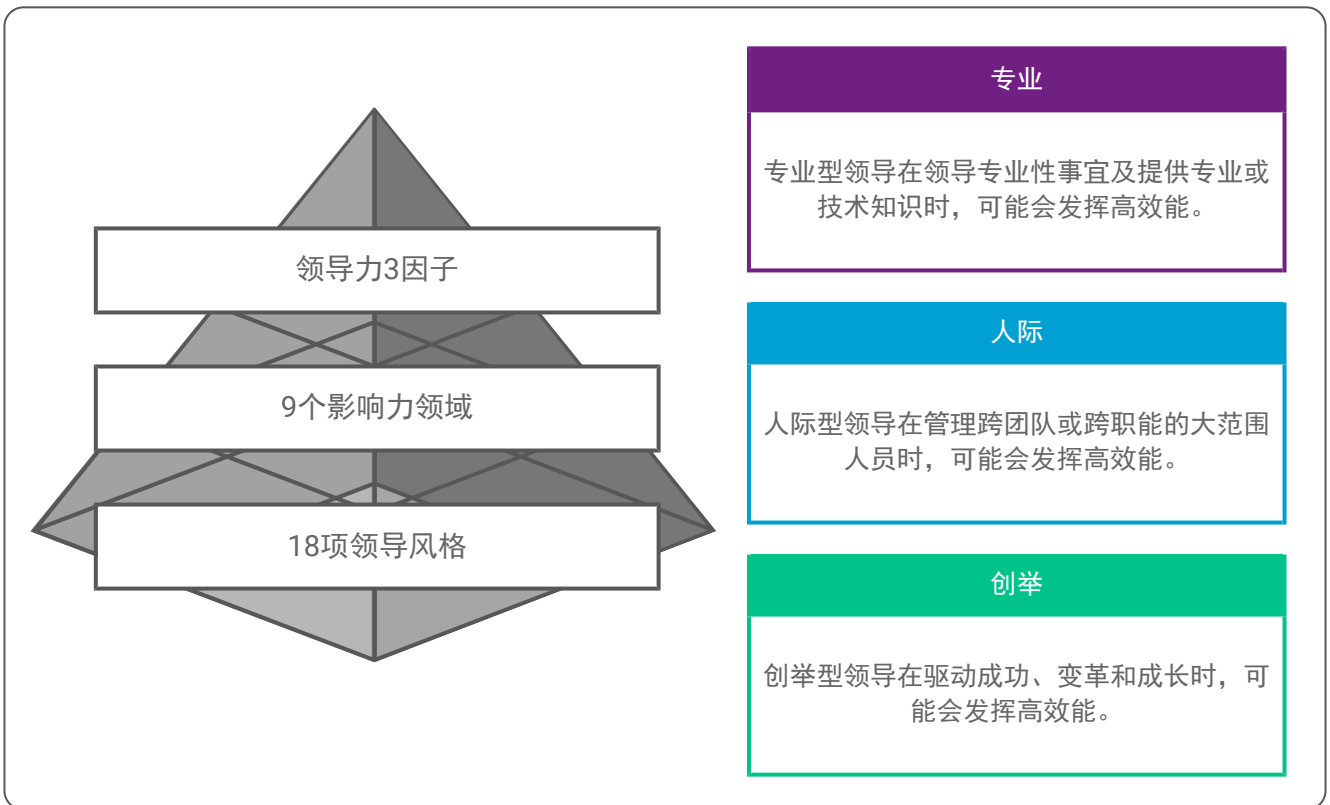 领导力3因子
9个影响力领域
18项领导风格
专业
专业型领导在领导专业性事宜及提供专业或
技术知识时，可能会发挥高效能。
人际
人际型领导在管理跨团队或跨职能的大范围
人员时，可能会发挥高效能。
创举
创举型领导在驱动成功、变革和成长时，可
能会发挥高效能。